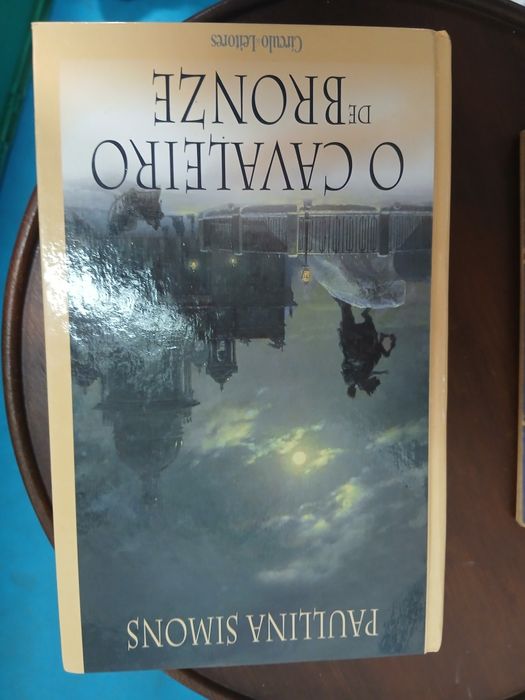 PAULLINA SIMONS
O CAVALEIRO
DE BRONZE
Círculo de Leitores